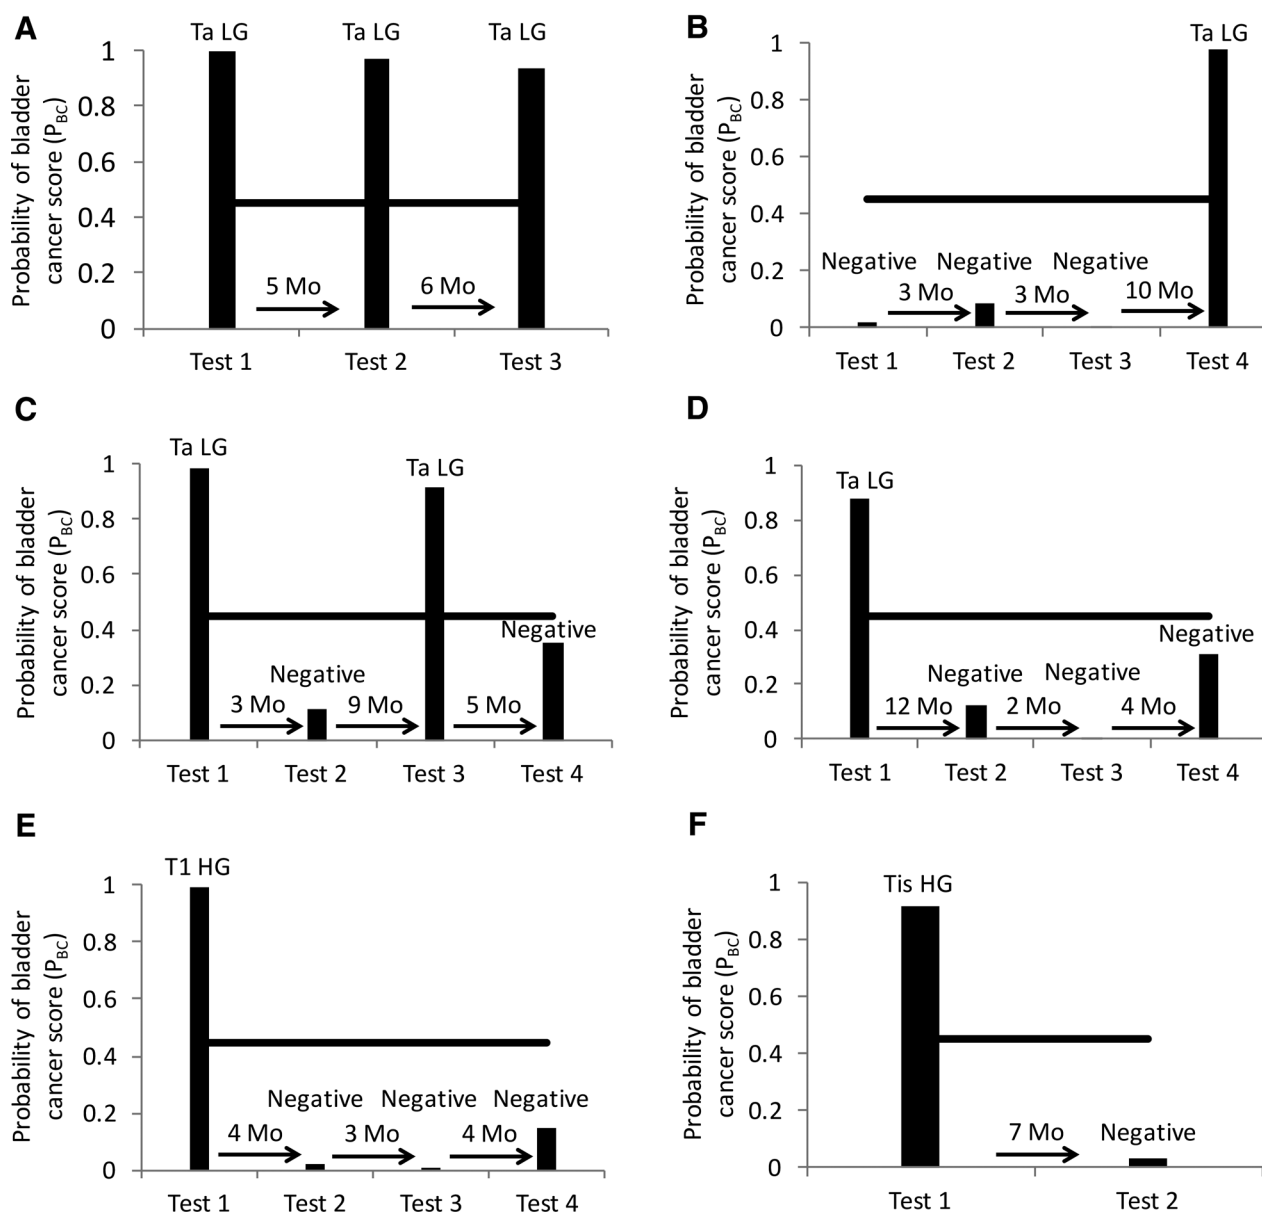 A
Probability of bladder
cancer score (PBC)
1
0.8
0.6
0.4
0.2
0
Ta LG
Ta LG
Ta LG
5 Mo
6 Mo
Test 1
Test 2
Test 3
B
Probability of bladder
cancer score (PBC)
1
0.8
0.6
0.4
0.2
0
Ta LG
Negative
Negative
Negative
3 Mo
3 Mo
10 Mo
Test 1
Test 2
Test 3
Test 4
C
Probability of bladder
cancer score (PBC)
1
0.8
0.6
0.4
0.2
0
Ta LG
Ta LG
Negative
Negative
3 Mo
9 Mo
5 Mo
Test 1
Test 2
Test 3
Test 4
D
Probability of bladder
cancer score (PBC)
1
0.8
0.6
0.4
0.2
0
Ta LG
Negative
Negative
Negative
12 Mo
2 Mo
4 Mo
Test 1
Test 2
Test 3
Test 4
E
Probability of bladder
cancer score (PBC)
1
0.8
0.6
0.4
0.2
0
T1 HG
Negative
Negative
Negative
4 Mo
3 Mo
4 Mo
Test 1
Test 2
Test 3
Test 4
F
Probability of bladder
cancer score (PBC)
1
0.8
0.6
0.4
0.2
0
Tis HG
7 Mo
Negative
Test 1
Test 2